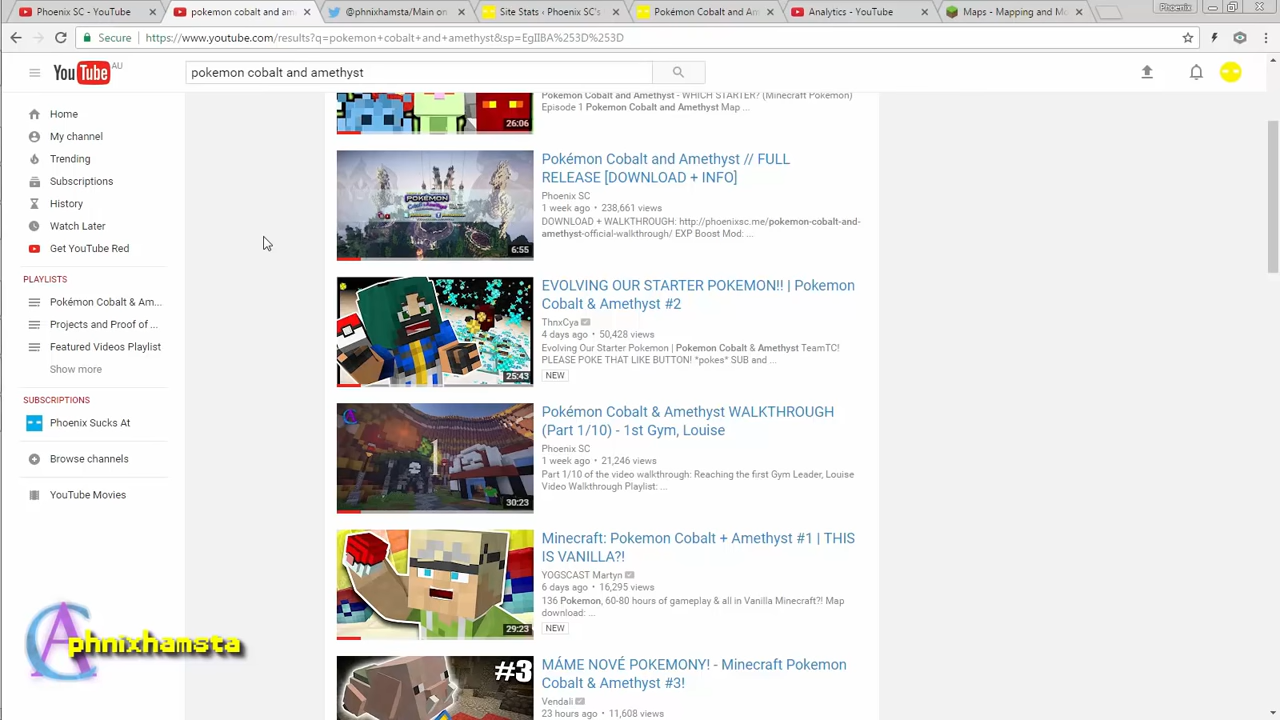 Phoenix SC - YouTube
pokemon cobalt and am
@phnixhamsta/Main on
Site Stats ‹ Phoenix SC's
Pokémon Cobalt And Am
Analytics - YouTube
Maps - Mapping and Mo
Phoenix
Secure
https://www.youtube.com/results?q=pokemon+cobalt+and+amethyst&sp=EgIIBA%253D%253D
YouTube AU
pokemon cobalt and amethyst
Home
My channel
Trending
Subscriptions
History
Watch Later
Get YouTube Red
PLAYLISTS
Pokémon Cobalt & Am...
Projects and Proof of ...
Featured Videos Playlist
Show more
SUBSCRIPTIONS
Phoenix Sucks At
Browse channels
YouTube Movies
phnixhamsta
26:06
Pokemon Cobalt and Amethyst - WHICH STARTER? (Minecraft Pokemon)
Episode 1 Pokemon Cobalt and Amethyst Map ...
POKÉMON
6:55
Pokémon Cobalt and Amethyst // FULL
RELEASE [DOWNLOAD + INFO]
Phoenix SC
1 week ago • 238,661 views
DOWNLOAD + WALKTHROUGH: http://phoenixsc.me/pokemon-cobalt-and-
amethyst-official-walkthrough/ EXP Boost Mod: ...
25:43
EVOLVING OUR STARTER POKEMON!! | Pokemon
Cobalt & Amethyst #2
ThnxCya
4 days ago • 50,428 views
Evolving Our Starter Pokemon | Pokemon Cobalt & Amethyst TeamTC!
PLEASE POKE THAT LIKE BUTTON! *pokes* SUB and ...
NEW
1
30:23
Pokémon Cobalt & Amethyst WALKTHROUGH
(Part 1/10) - 1st Gym, Louise
Phoenix SC
1 week ago • 21,246 views
Part 1/10 of the video walkthrough: Reaching the first Gym Leader, Louise
Video Walkthrough Playlist: ...
29:23
Minecraft: Pokemon Cobalt + Amethyst #1 | THIS
IS VANILLA?!
YOGSCAST Martyn
6 days ago • 16,295 views
136 Pokemon, 60-80 hours of gameplay & all in Vanilla Minecraft?! Map
download: ...
NEW
#3
MÁME NOVÉ POKEMONY! - Minecraft Pokemon
Cobalt & Amethyst #3!
Vendali
23 hours ago • 11,608 views